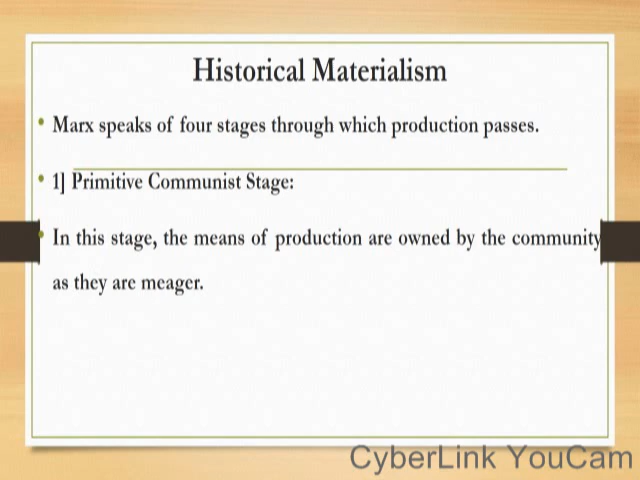 Historical Materialism
• Marx speaks of four stages through which production passes.
• 1] Primitive Communist Stage:
• In this stage, the means of production are owned by the community
as they are meager.
CyberLink YouCam